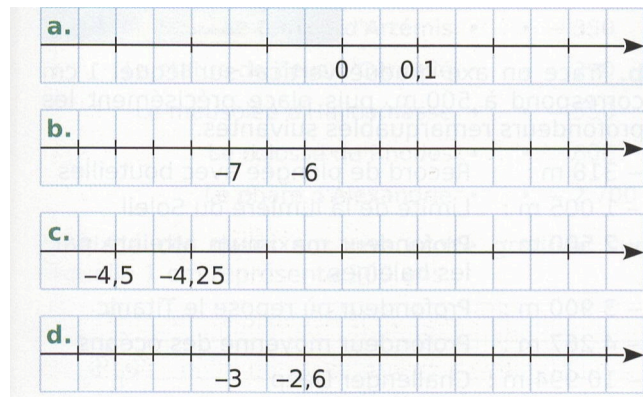 a.
0 0,1
b.
–7 –6
c.
–4,5 –4,25
d.
–3 –2,6